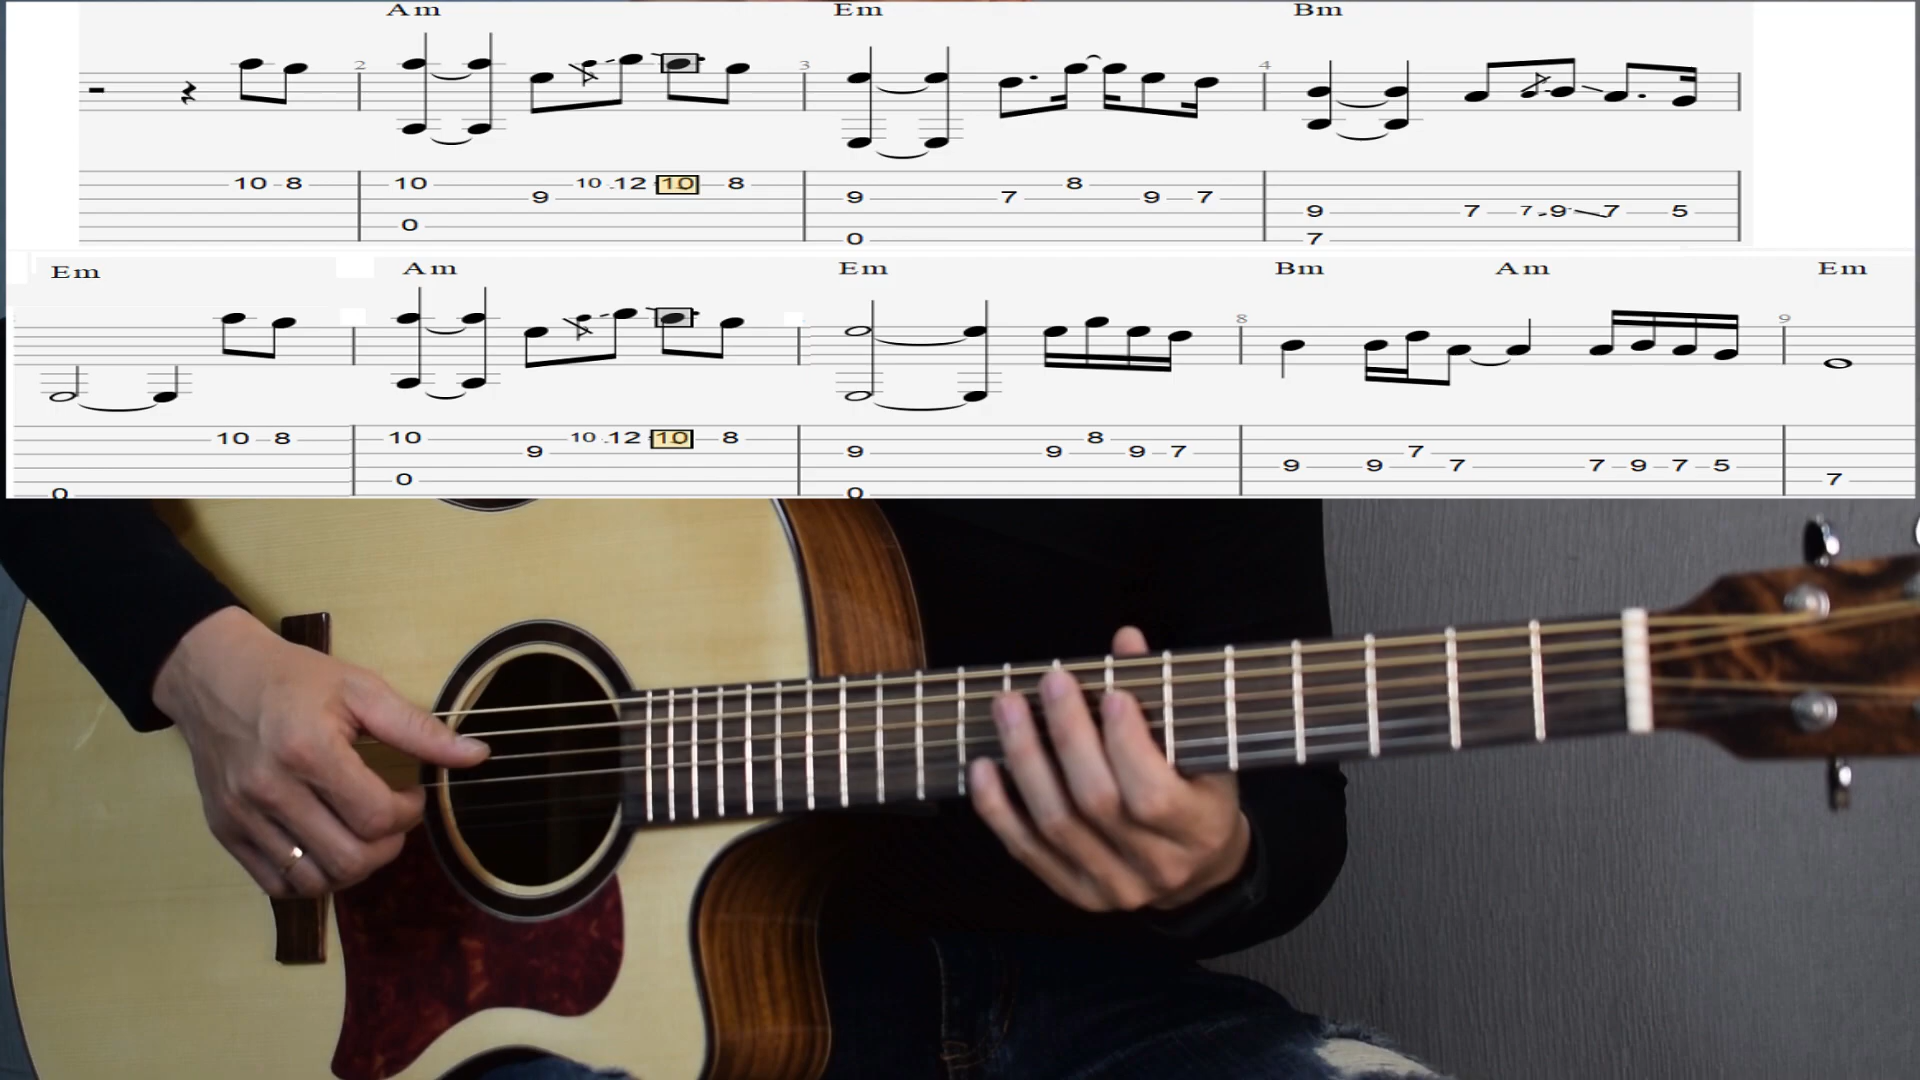 Am Em Bm
2 3 4
10 8 10 10 12 10 8 8
9 9 7 9 7
9 7 7 9 7 5
0
0 7
Em Am Em Bm Am Em
8 9
10 8 10 10 12 10 8 8
9 9 9 7 7
9 9 7 7 9 7 5
0 7
0 0